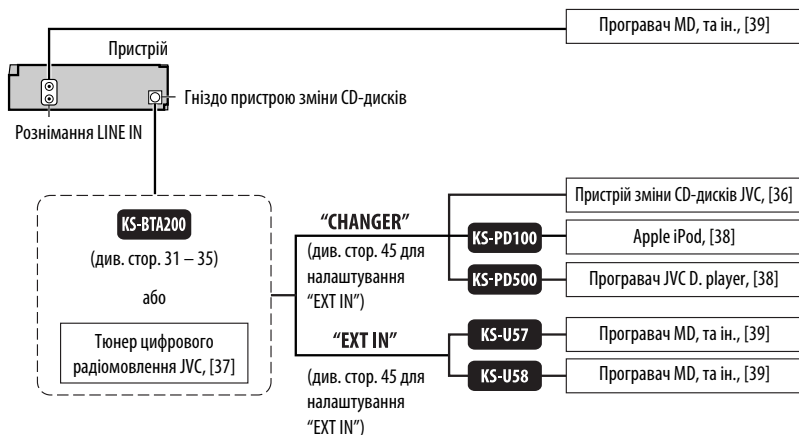 Програвач MD, та ін., [39]
Пристрій
Гніздо пристрою зміни CD-дисків
Рознімання LINE IN
KS-BTA200
(див. стор. 31 – 35)
або
Тюнер цифрового
радіомовлення JVC, [37]
“CHANGER”
(див. стор. 45 для
налаштування
“EXT IN”)
Пристрій зміни CD-дисків JVC, [36]
KS-PD100
Apple iPod, [38]
KS-PD500
Програвач JVC D. player, [38]
“EXT IN”
(див. стор. 45 для
налаштування
“EXT IN”)
KS-U57
Програвач MD, та ін., [39]
KS-U58
Програвач MD, та ін., [39]